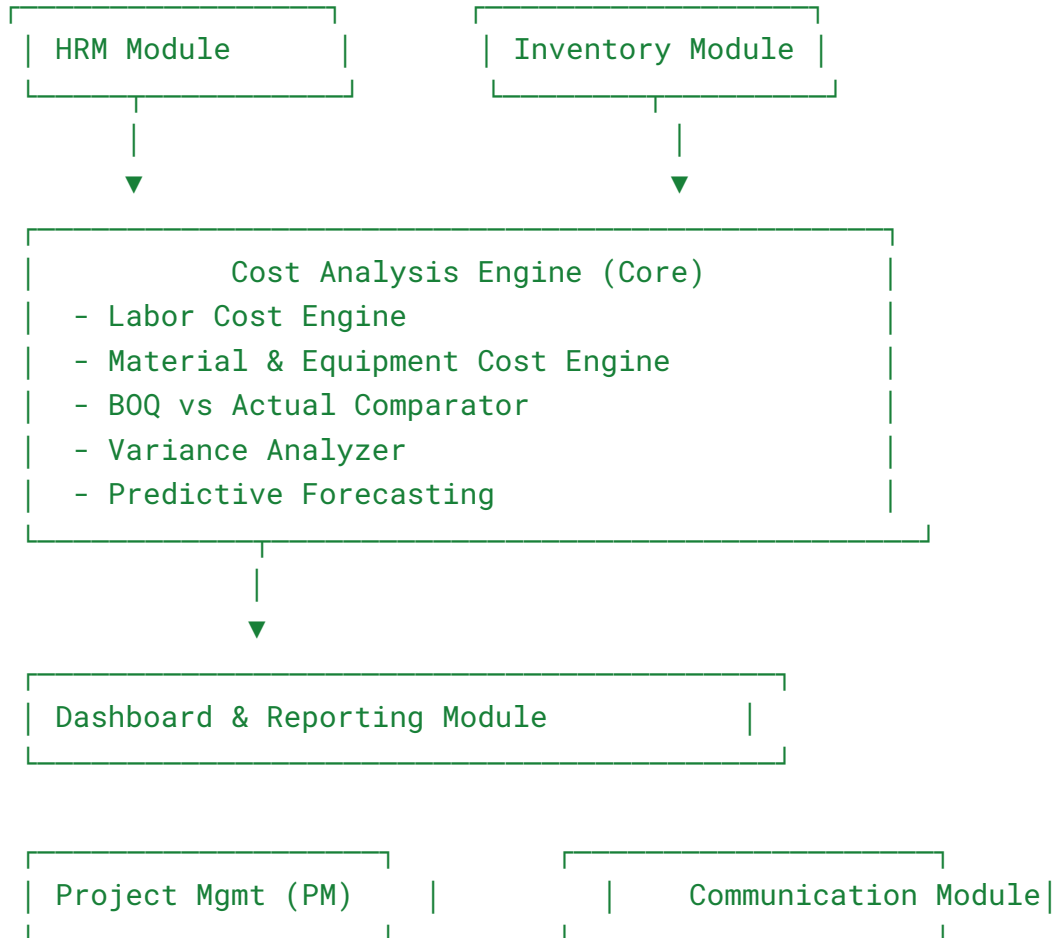 HRM Module Inventory Module
Cost Analysis Engine (Core)
- Labor Cost Engine
- Material & Equipment Cost Engine
- BOQ vs Actual Comparator
- Variance Analyzer
- Predictive Forecasting
Dashboard & Reporting Module
Project Mgmt (PM) Communication Module